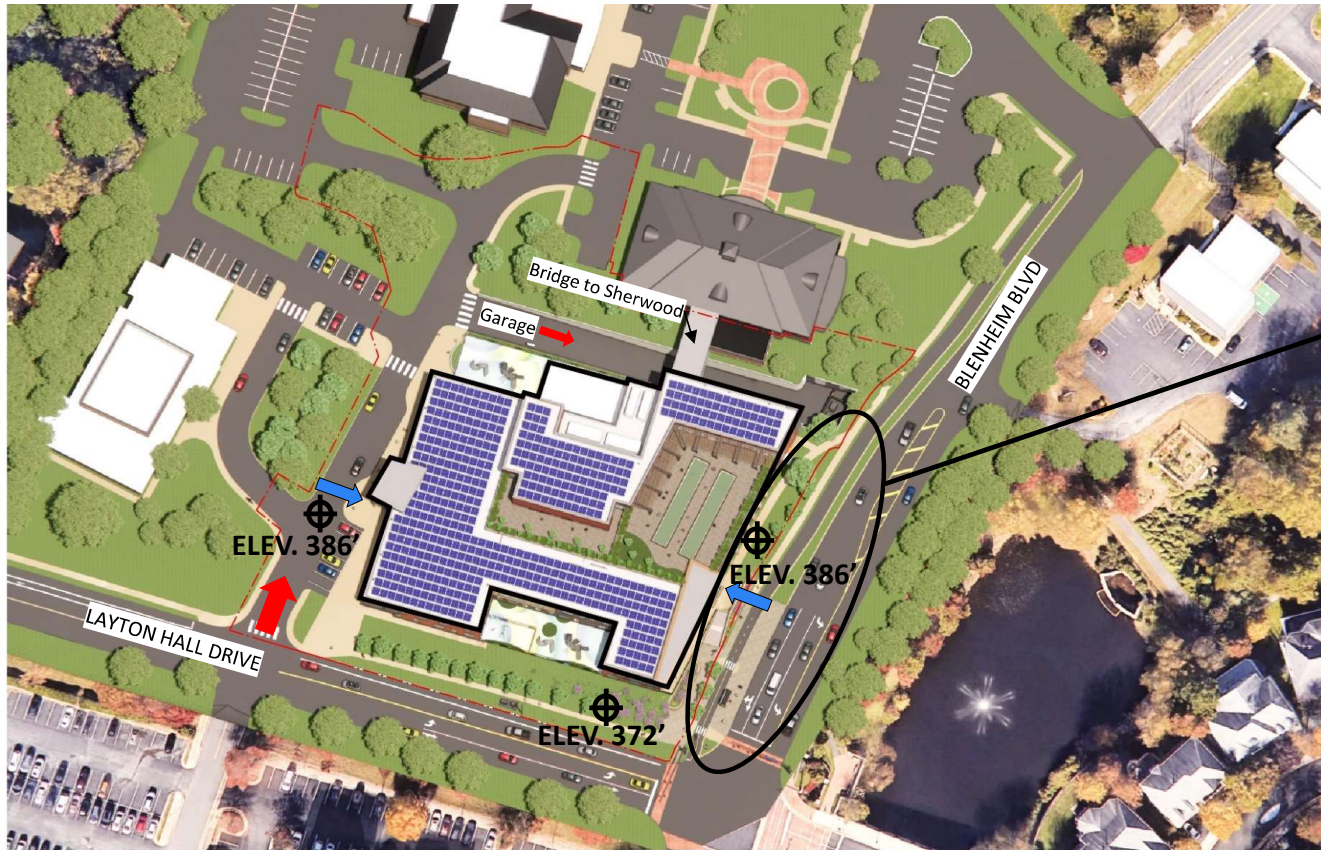 Bridge to Sherwood
Garage
BLENHEIM BLVD
ELEV. 386’
ELEV. 386’
LAYTON HALL DRIVE
ELEV. 372’